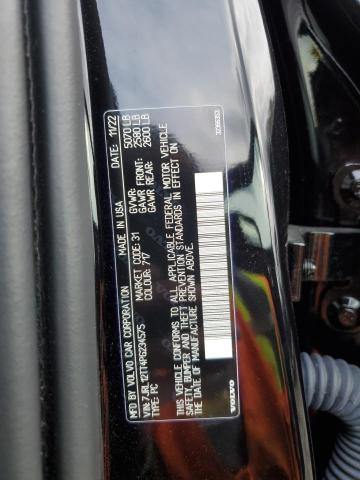 MFD BY VOLVO CAR CORPORATION MADE IN USA DATE: 11/22
VIN: 7JRL12TT4PG234575 MARKET CODE: 31 GVWR: 5070 LB
TYPE: PC COLOUR: 717 GAWR FRONT: 2580 LB
GAWR REAR: 2600 LB
THIS VEHICLE CONFORMS TO ALL APPLICABLE FEDERAL MOTOR VEHICLE
SAFETY, BUMPER AND THEFT PREVENTION STANDARDS IN EFFECT ON
THE DATE OF MANUFACTURE SHOWN ABOVE.
VOLVO